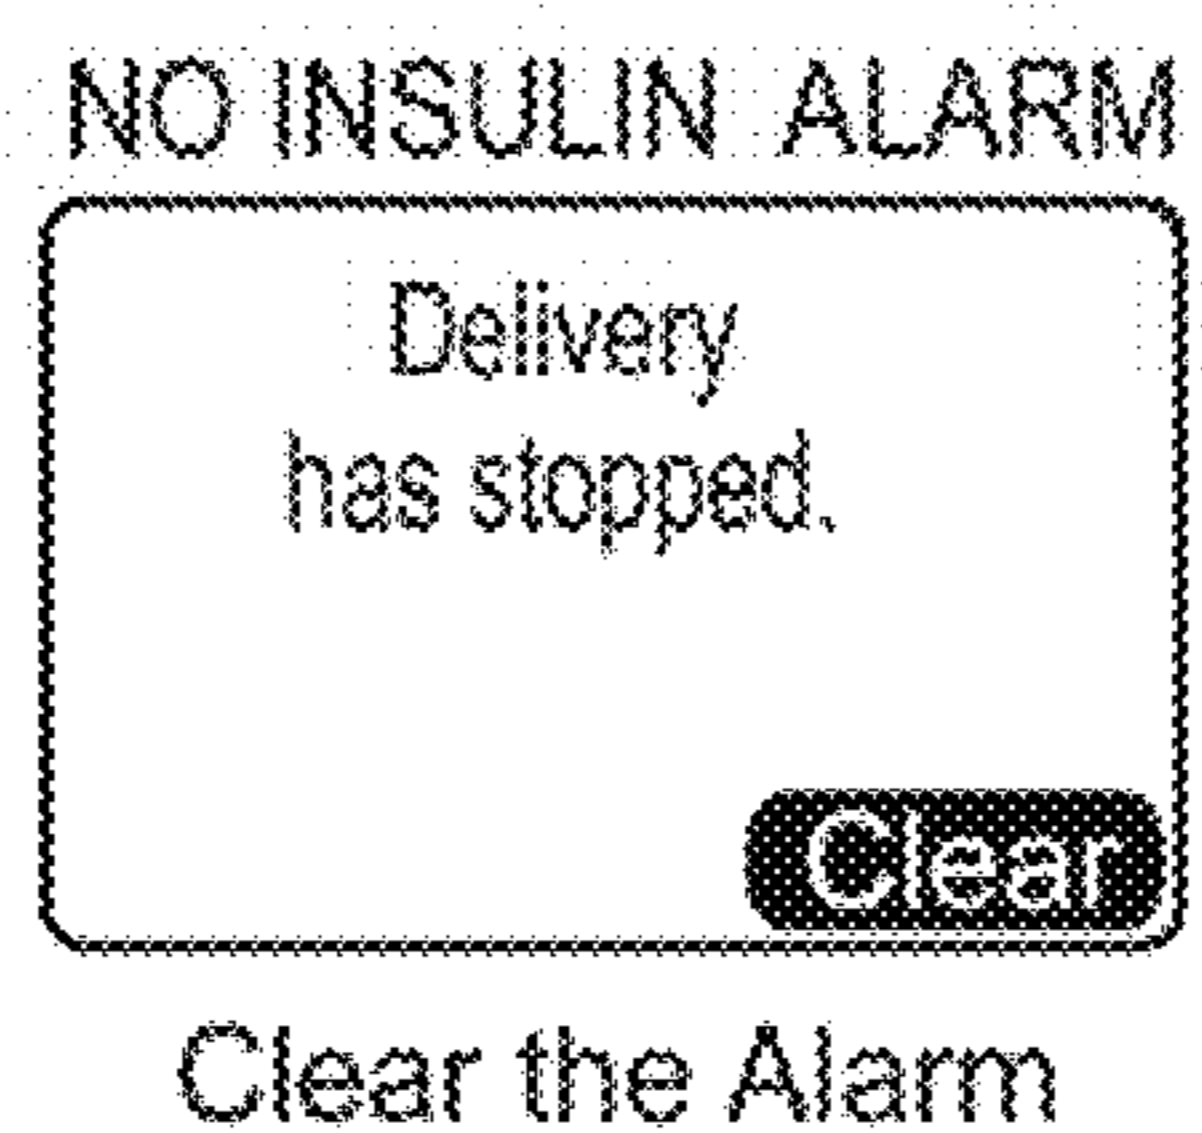 NO INSULIN ALARM
Delivery
has stopped.
Clear
Clear the Alarm